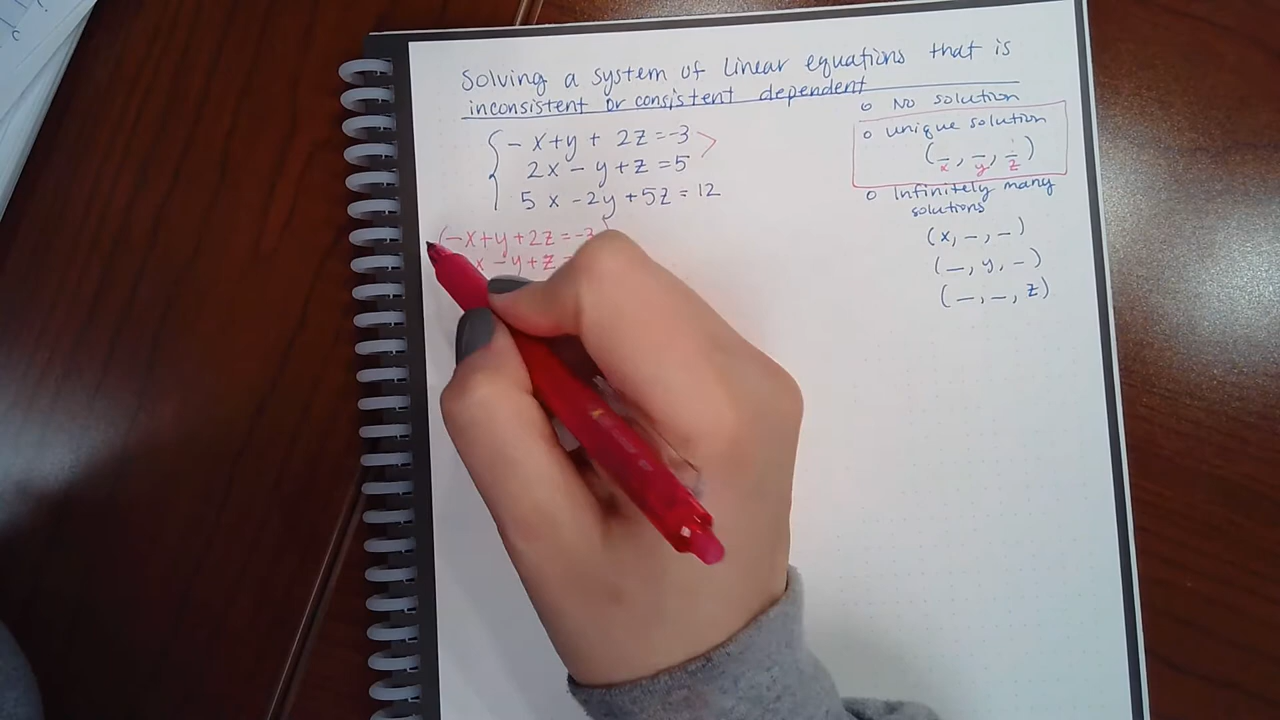 Solving a system of linear equations that is
inconsistent or consistent dependent
o No solution
o unique solution
(_, _, _)
x y z
o Infinitely many
solutions
(x, _, _)
(_, y, _)
(_, _, z)
{ -x+y+2z=-3
2x-y+z=5
5x-2y+5z=12
(-x+y+2z=-3)
x-y+z=
c